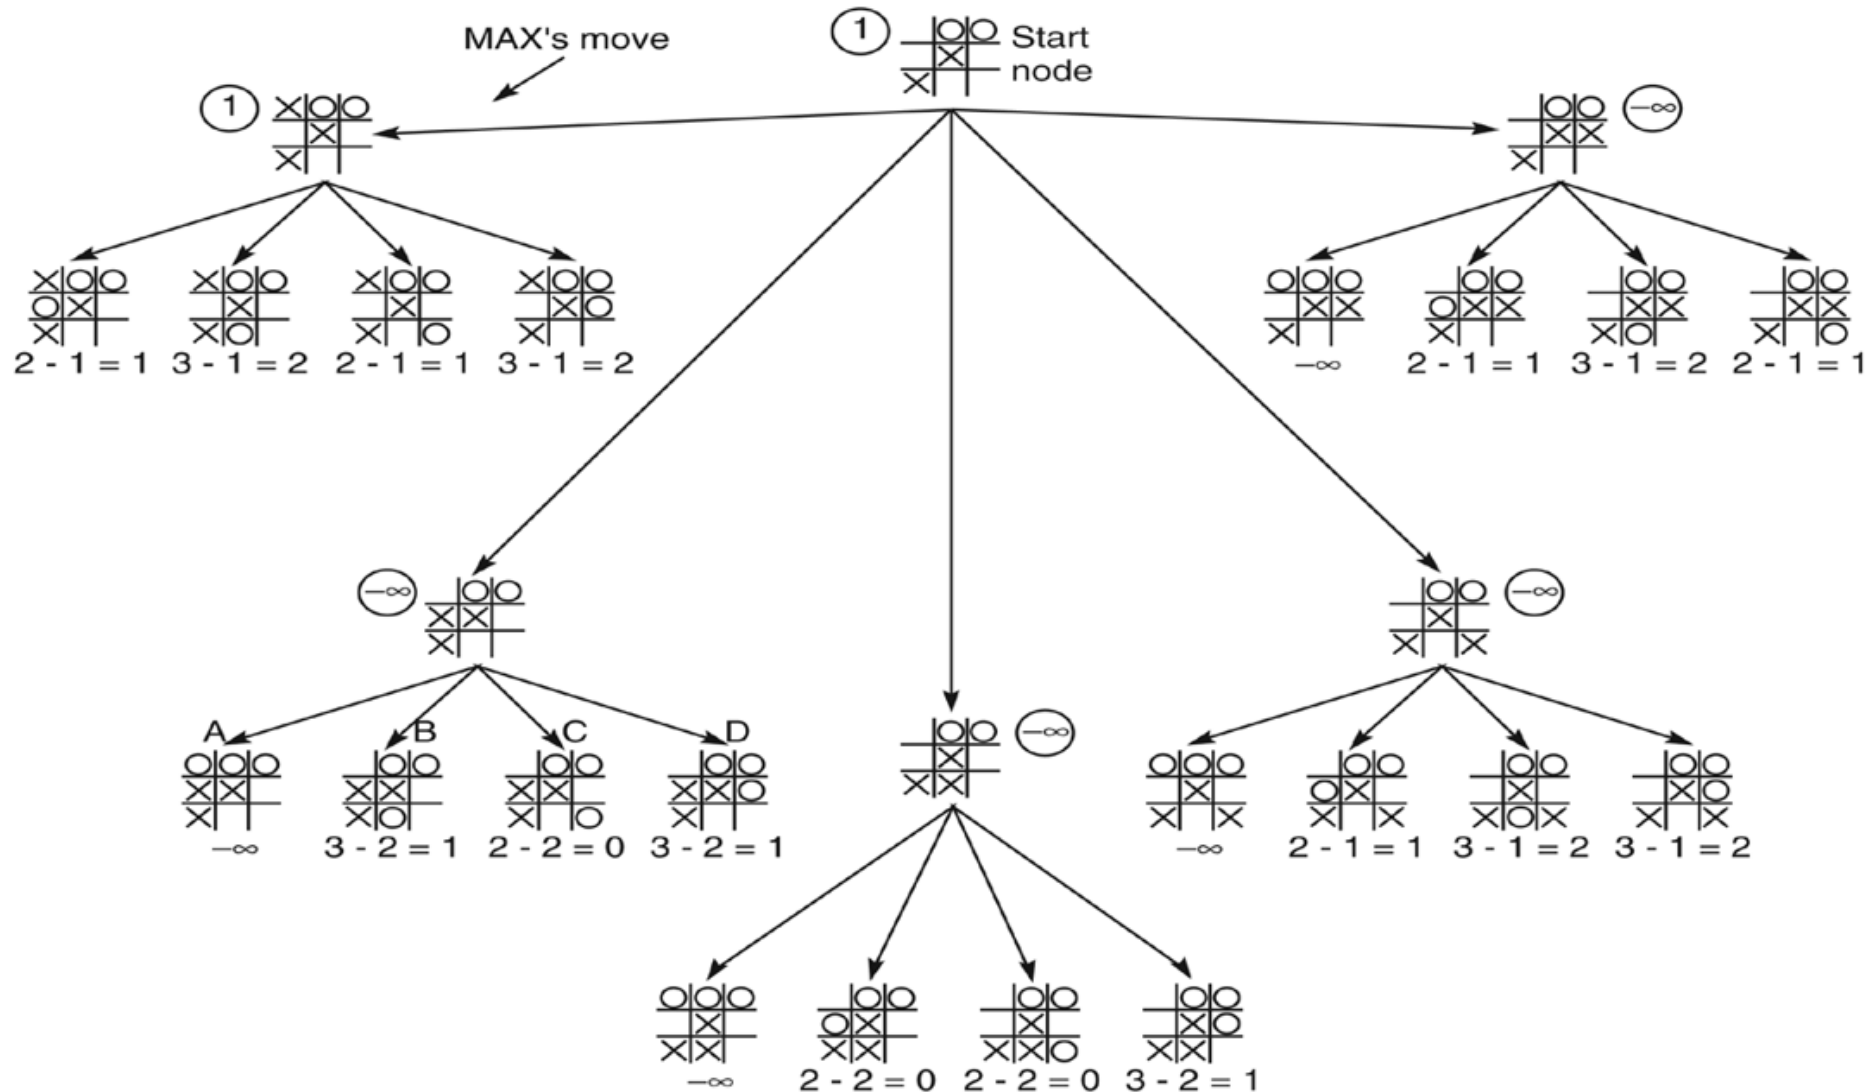 MAX's move
1
Start
node
1
−∞
2 - 1 = 1 3 - 1 = 2 2 - 1 = 1 3 - 1 = 2
−∞ 2 - 1 = 1 3 - 1 = 2 2 - 1 = 1
−∞
−∞
−∞
A B C D
−∞ 3 - 2 = 1 2 - 2 = 0 3 - 2 = 1
−∞ 2 - 1 = 1 3 - 1 = 2 3 - 1 = 2
−∞ 2 - 2 = 0 2 - 2 = 0 3 - 2 = 1